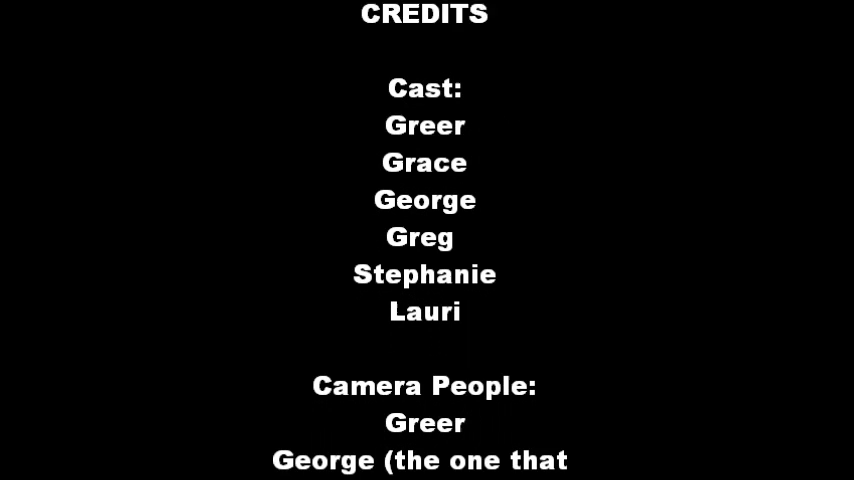 CREDITS
Cast:
Greer
Grace
George
Greg
Stephanie
Lauri
Camera People:
Greer
George (the one that